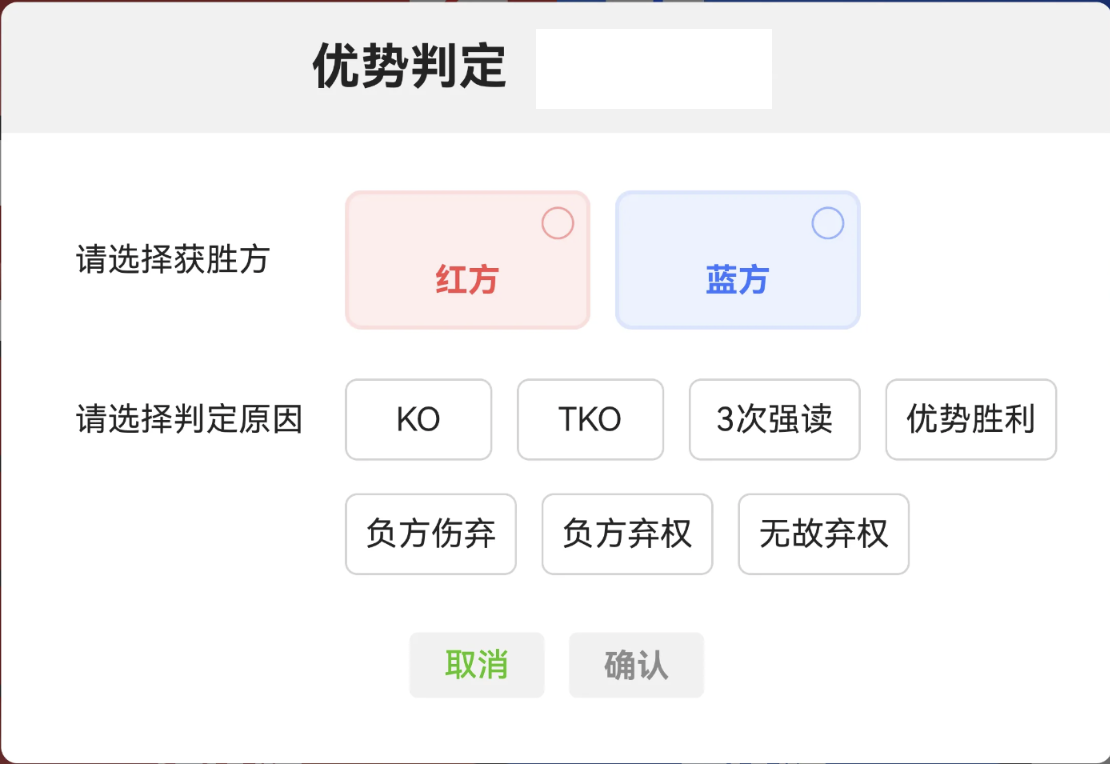 优势判定
请选择获胜方
红方
蓝方
请选择判定原因
KO
TKO
3次强读
优势胜利
负方伤弃
负方弃权
无故弃权
取消
确认